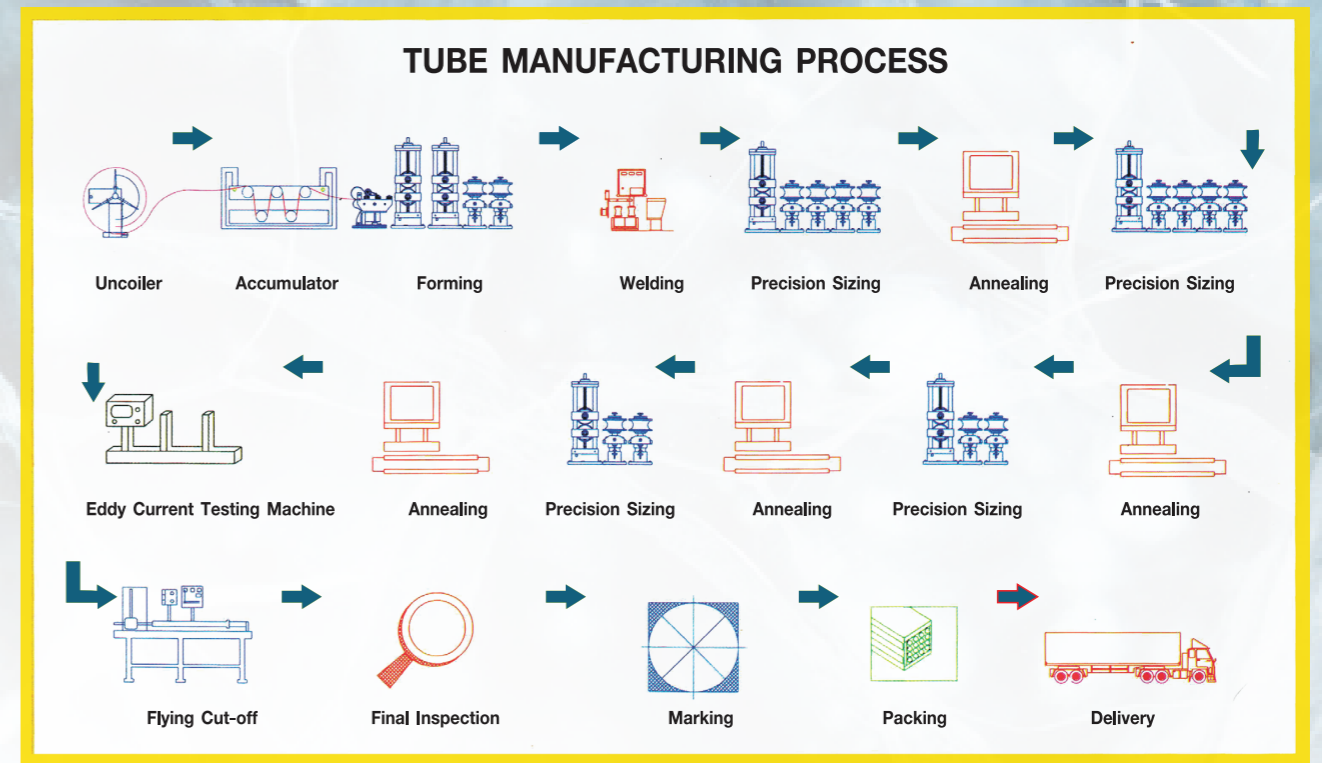 TUBE MANUFACTURING PROCESS
Uncoiler Accumulator Forming Welding Precision Sizing Annealing Precision Sizing
Eddy Current Testing Machine Annealing Precision Sizing Annealing Precision Sizing Annealing
Flying Cut-off Final Inspection Marking Packing Delivery